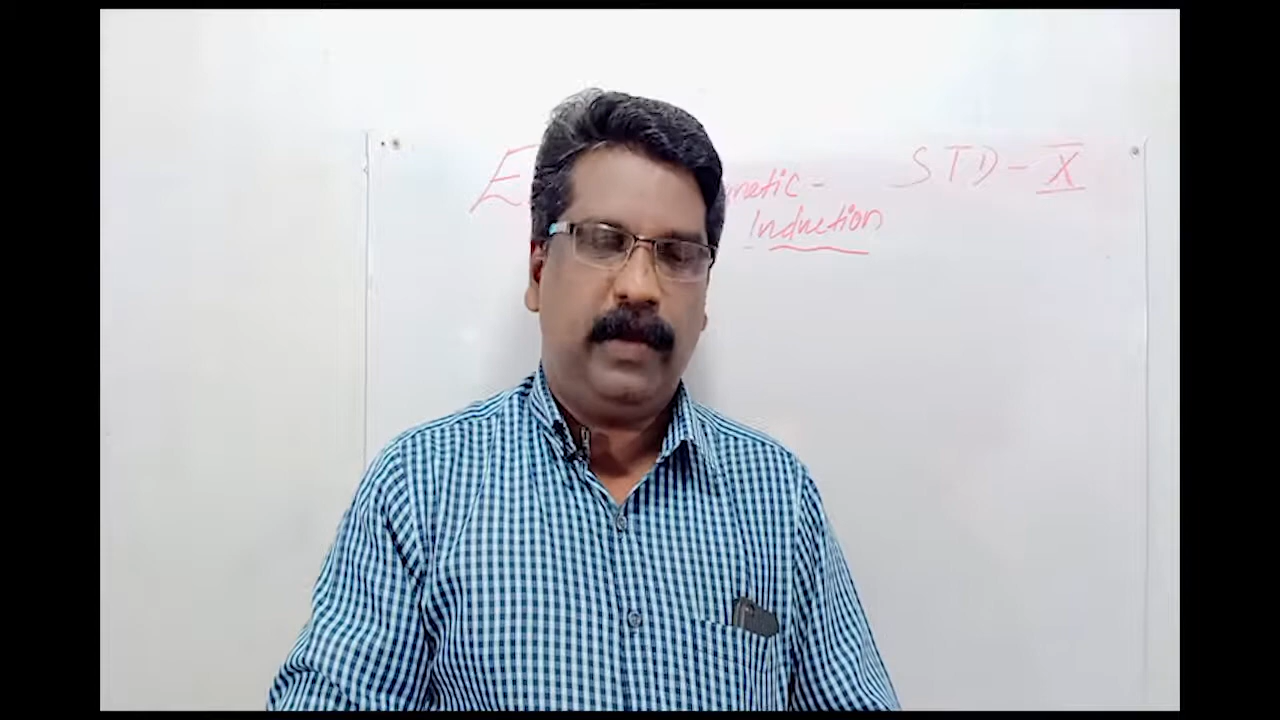 E
netic -
Induction
STD - X